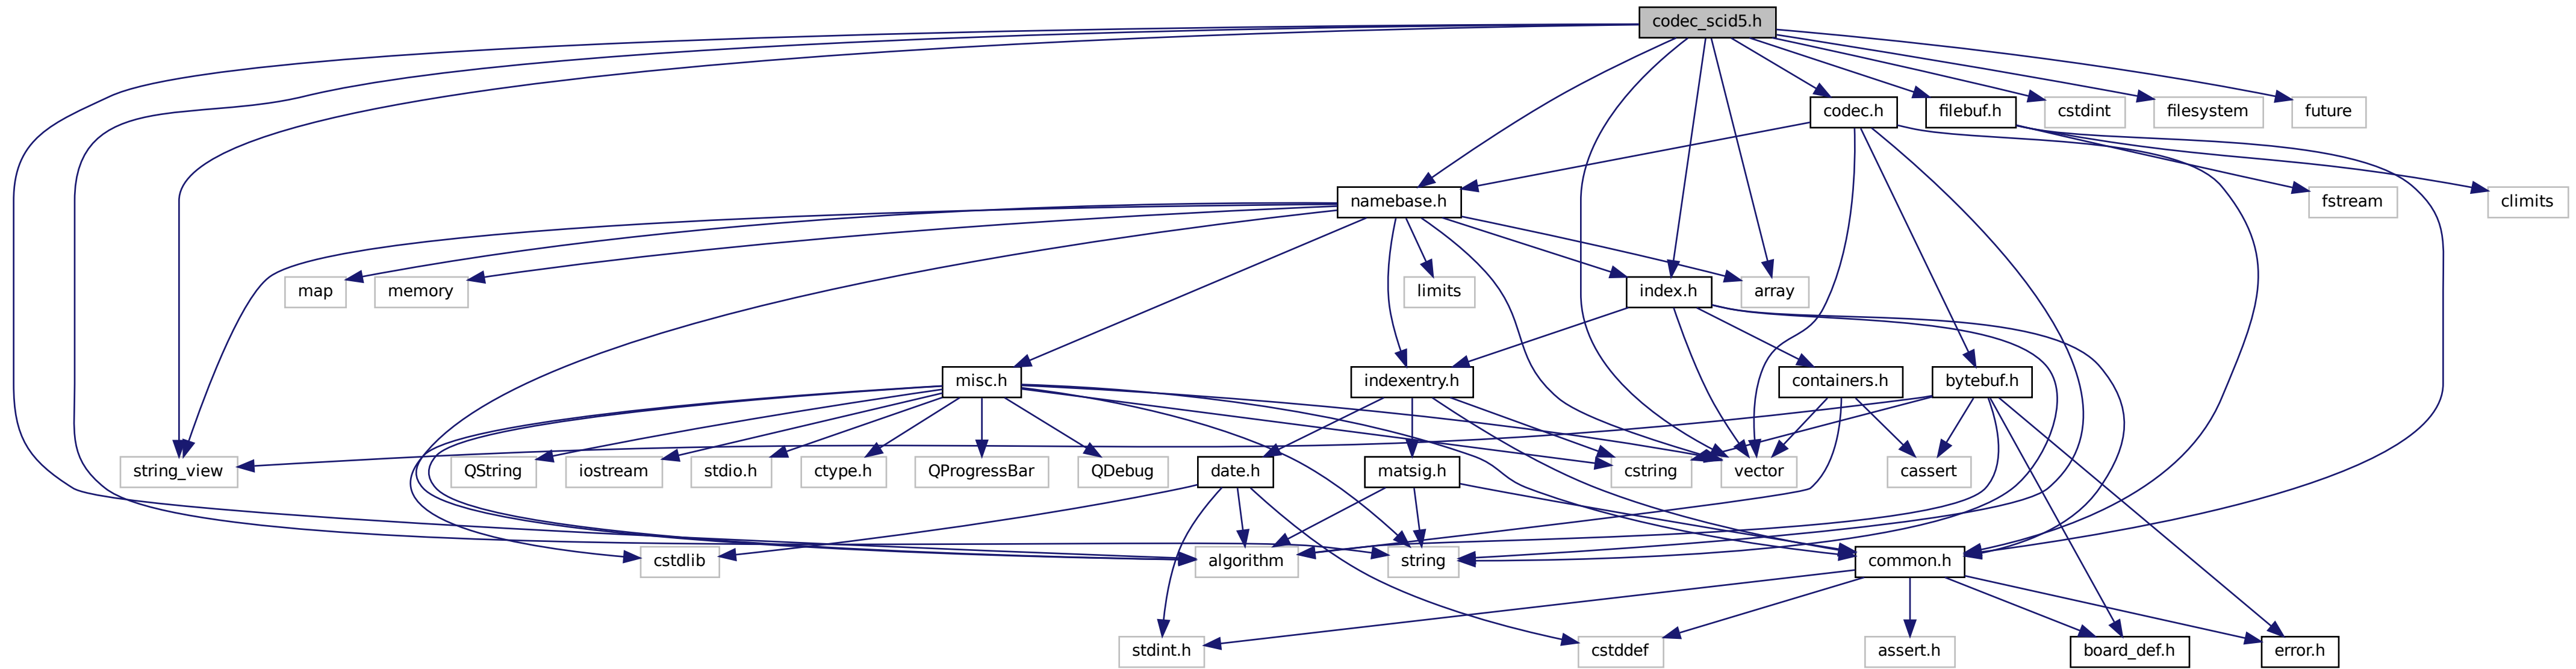 codec_scid5.h
codec.h
filebuf.h
cstdint
filesystem
future
namebase.h
fstream
climits
map
memory
limits
index.h
array
misc.h
indexentry.h
containers.h
bytebuf.h
string_view
QString
iostream
stdio.h
ctype.h
QProgressBar
QDebug
date.h
matsig.h
cstring
vector
cassert
cstdlib
algorithm
string
common.h
stdint.h
cstddef
assert.h
board_def.h
error.h